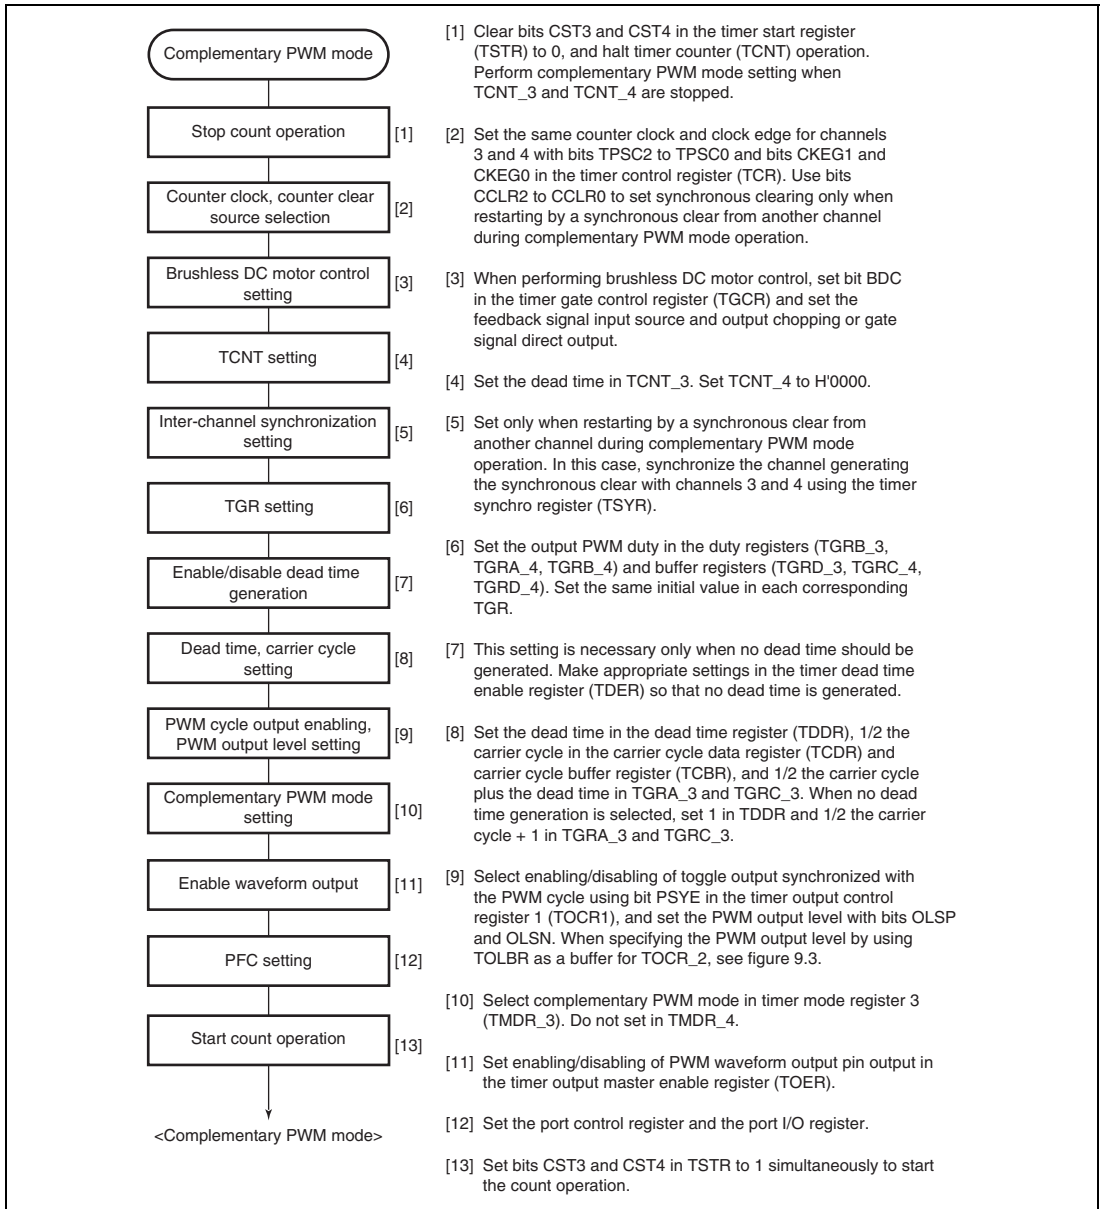 Complementary PWM mode
Stop count operation
[1]
Counter clock, counter clear
source selection
[2]
Brushless DC motor control
setting
[3]
TCNT setting
[4]
Inter-channel synchronization
setting
[5]
TGR setting
[6]
Enable/disable dead time
generation
[7]
Dead time, carrier cycle
setting
[8]
PWM cycle output enabling,
PWM output level setting
[9]
Complementary PWM mode
setting
[10]
Enable waveform output
[11]
PFC setting
[12]
Start count operation
[13]
<Complementary PWM mode>
[1] Clear bits CST3 and CST4 in the timer start register
(TSTR) to 0, and halt timer counter (TCNT) operation.
Perform complementary PWM mode setting when
TCNT_3 and TCNT_4 are stopped.
[2] Set the same counter clock and clock edge for channels
3 and 4 with bits TPSC2 to TPSC0 and bits CKEG1 and
CKEG0 in the timer control register (TCR). Use bits
CCLR2 to CCLR0 to set synchronous clearing only when
restarting by a synchronous clear from another channel
during complementary PWM mode operation.
[3] When performing brushless DC motor control, set bit BDC
in the timer gate control register (TGCR) and set the
feedback signal input source and output chopping or gate
signal direct output.
[4] Set the dead time in TCNT_3. Set TCNT_4 to H'0000.
[5] Set only when restarting by a synchronous clear from
another channel during complementary PWM mode
operation. In this case, synchronize the channel generating
the synchronous clear with channels 3 and 4 using the timer
synchro register (TSYR).
[6] Set the output PWM duty in the duty registers (TGRB_3,
TGRA_4, TGRB_4) and buffer registers (TGRD_3, TGRC_4,
TGRD_4). Set the same initial value in each corresponding
TGR.
[7] This setting is necessary only when no dead time should be
generated. Make appropriate settings in the timer dead time
enable register (TDER) so that no dead time is generated.
[8] Set the dead time in the dead time register (TDDR), 1/2 the
carrier cycle in the carrier cycle data register (TCDR) and
carrier cycle buffer register (TCBR), and 1/2 the carrier cycle
plus the dead time in TGRA_3 and TGRC_3. When no dead
time generation is selected, set 1 in TDDR and 1/2 the carrier
cycle + 1 in TGRA_3 and TGRC_3.
[9] Select enabling/disabling of toggle output synchronized with
the PWM cycle using bit PSYE in the timer output control
register 1 (TOCR1), and set the PWM output level with bits OLSP
and OLSN. When specifying the PWM output level by using
TOLBR as a buffer for TOCR_2, see figure 9.3.
[10] Select complementary PWM mode in timer mode register 3
(TMDR_3). Do not set in TMDR_4.
[11] Set enabling/disabling of PWM waveform output pin output in
the timer output master enable register (TOER).
[12] Set the port control register and the port I/O register.
[13] Set bits CST3 and CST4 in TSTR to 1 simultaneously to start
the count operation.